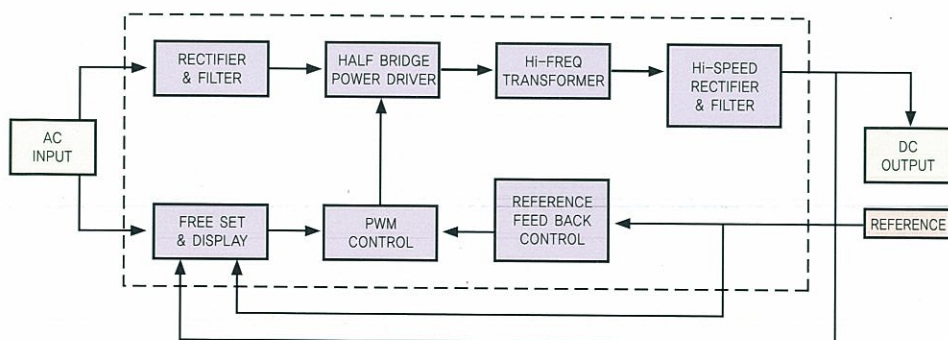 RECTIFIER
& FILTER
HALF BRIDGE
POWER DRIVER
Hi-FREQ
TRANSFORMER
Hi-SPEED
RECTIFIER
& FILTER
AC
INPUT
DC
OUTPUT
FREE SET
& DISPLAY
PWM
CONTROL
REFERENCE
FEED BACK
CONTROL
REFERENCE